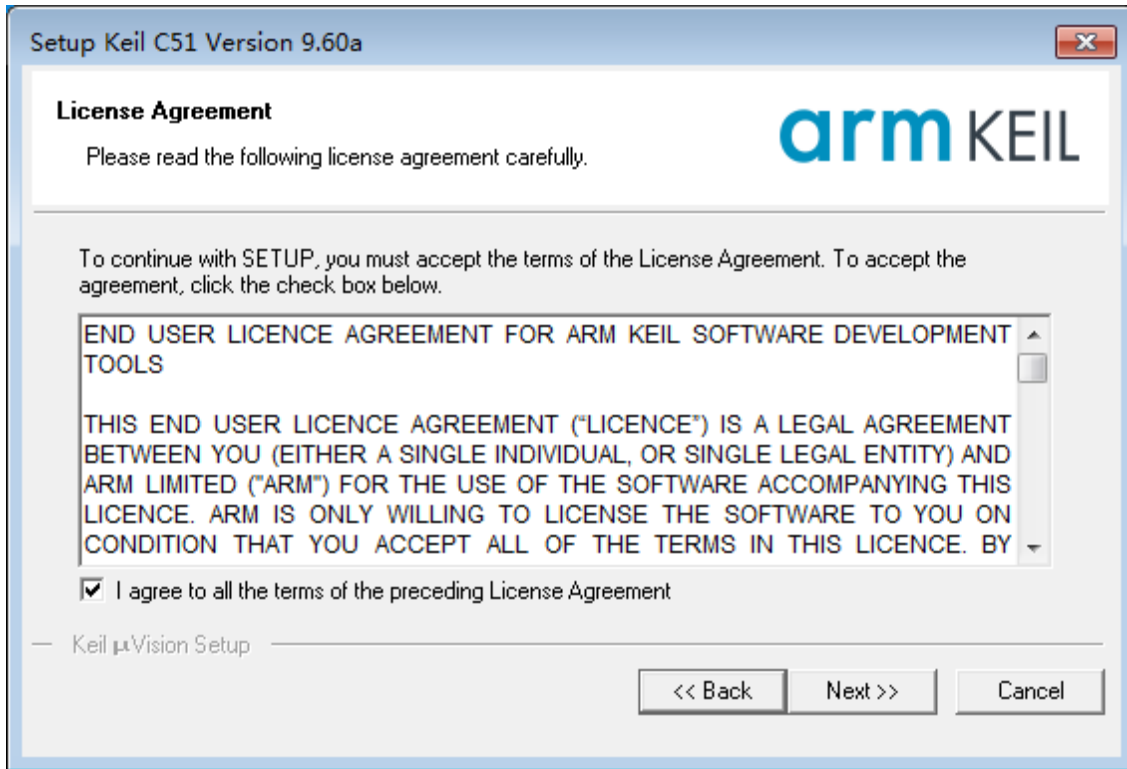 Setup Keil C51 Version 9.60a
License Agreement
Please read the following license agreement carefully.
arm KEIL
To continue with SETUP, you must accept the terms of the License Agreement. To accept the
agreement, click the check box below.
END USER LICENCE AGREEMENT FOR ARM KEIL SOFTWARE DEVELOPMENT
TOOLS
THIS END USER LICENCE AGREEMENT (“LICENCE”) IS A LEGAL AGREEMENT
BETWEEN YOU (EITHER A SINGLE INDIVIDUAL, OR SINGLE LEGAL ENTITY) AND
ARM LIMITED ("ARM") FOR THE USE OF THE SOFTWARE ACCOMPANYING THIS
LICENCE. ARM IS ONLY WILLING TO LICENSE THE SOFTWARE TO YOU ON
CONDITION THAT YOU ACCEPT ALL OF THE TERMS IN THIS LICENCE. BY
I agree to all the terms of the preceding License Agreement
Keil µVision Setup
<< Back Next >> Cancel